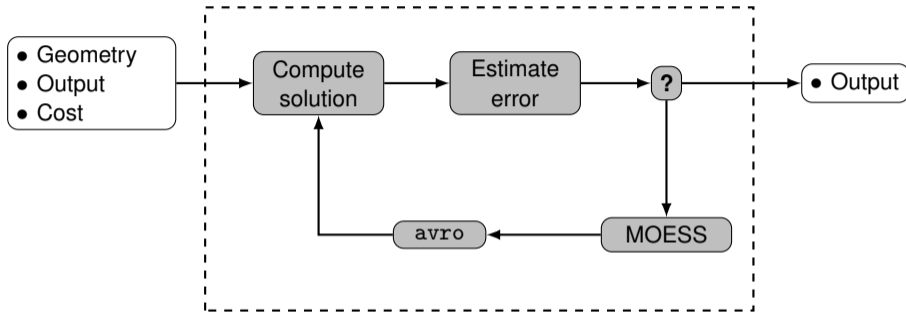 ● Geometry
● Output
● Cost
Compute
solution
Estimate
error
?
● Output
avro
MOESS